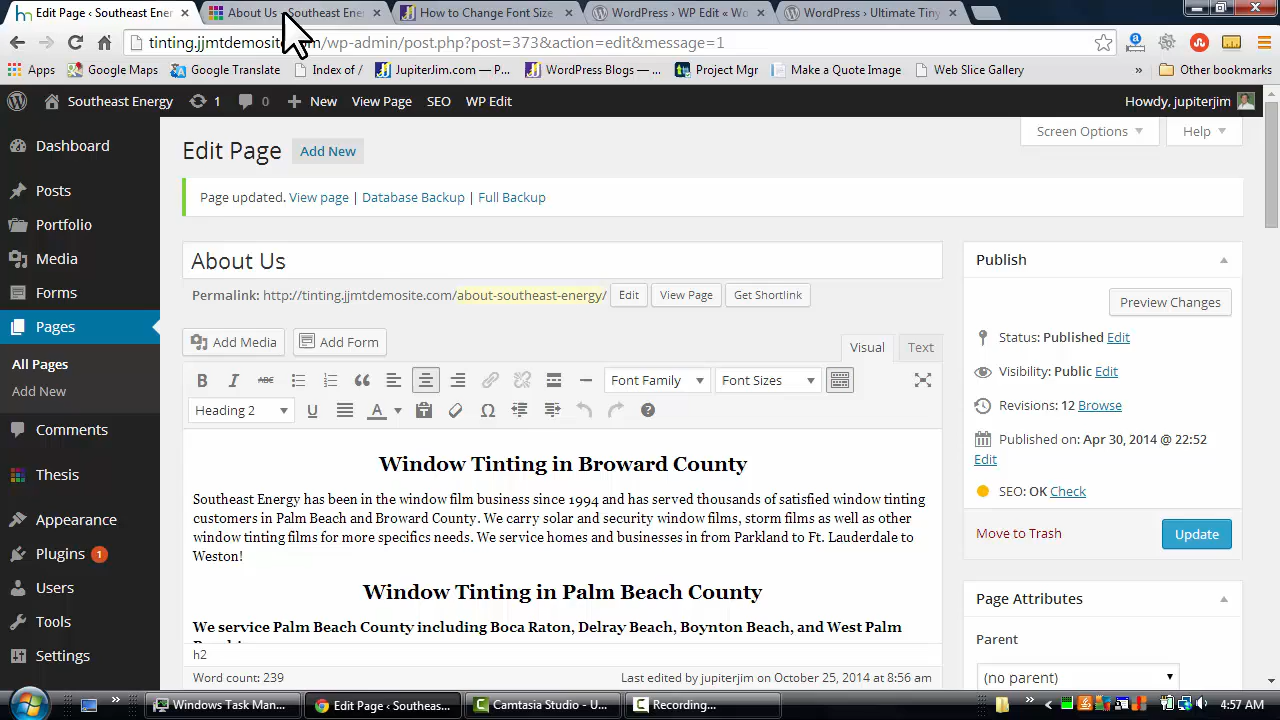 Edit Page ‹ Southeast Ener
About Us - Southeast Ener
How to Change Font Size
WordPress › WP Edit « Wo
WordPress › Ultimate Tiny
/wp-admin/post.php?post=373&action=edit&message=1
Apps
Google Maps
Google Translate
Index of /
JupiterJim.com — P...
WordPress Blogs — ...
Project Mgr
Make a Quote Image
Web Slice Gallery
»
Other bookmarks
Southeast Energy
1
0
New
View Page
SEO
WP Edit
Howdy, jupiterjim
Dashboard
Posts
Portfolio
Media
Forms
Pages
All Pages
Add New
Comments
Thesis
Appearance
Plugins 1
Users
Tools
Settings
Screen Options
Help
Edit Page
Add New
Page updated. View page | Database Backup | Full Backup
About Us
Permalink: http://tinting.jjmtdemosite.com/about-southeast-energy/
Edit
View Page
Get Shortlink
Add Media
Add Form
Visual
Text
B I ABC
Font Family
Font Sizes
Heading 2
U
A
Ω
Window Tinting in Broward County
Southeast Energy has been in the window film business since 1994 and has served thousands of satisfied window tinting
customers in Palm Beach and Broward County. We carry solar and security window films, storm films as well as other
window tinting films for more specifics needs. We service homes and businesses in from Parkland to Ft. Lauderdale to
Weston!
Window Tinting in Palm Beach County
We service Palm Beach County including Boca Raton, Delray Beach, Boynton Beach, and West Palm
h2
Word count: 239
Last edited by jupiterjim on October 25, 2014 at 8:56 am
Publish
Preview Changes
Status: Published Edit
Visibility: Public Edit
Revisions: 12 Browse
Published on: Apr 30, 2014 @ 22:52
Edit
SEO: OK Check
Move to Trash
Update
Page Attributes
Parent
(no parent)
»
Windows Task Man...
Edit Page ‹ Southeas...
Camtasia Studio - U...
Recording...
»
4:57 AM